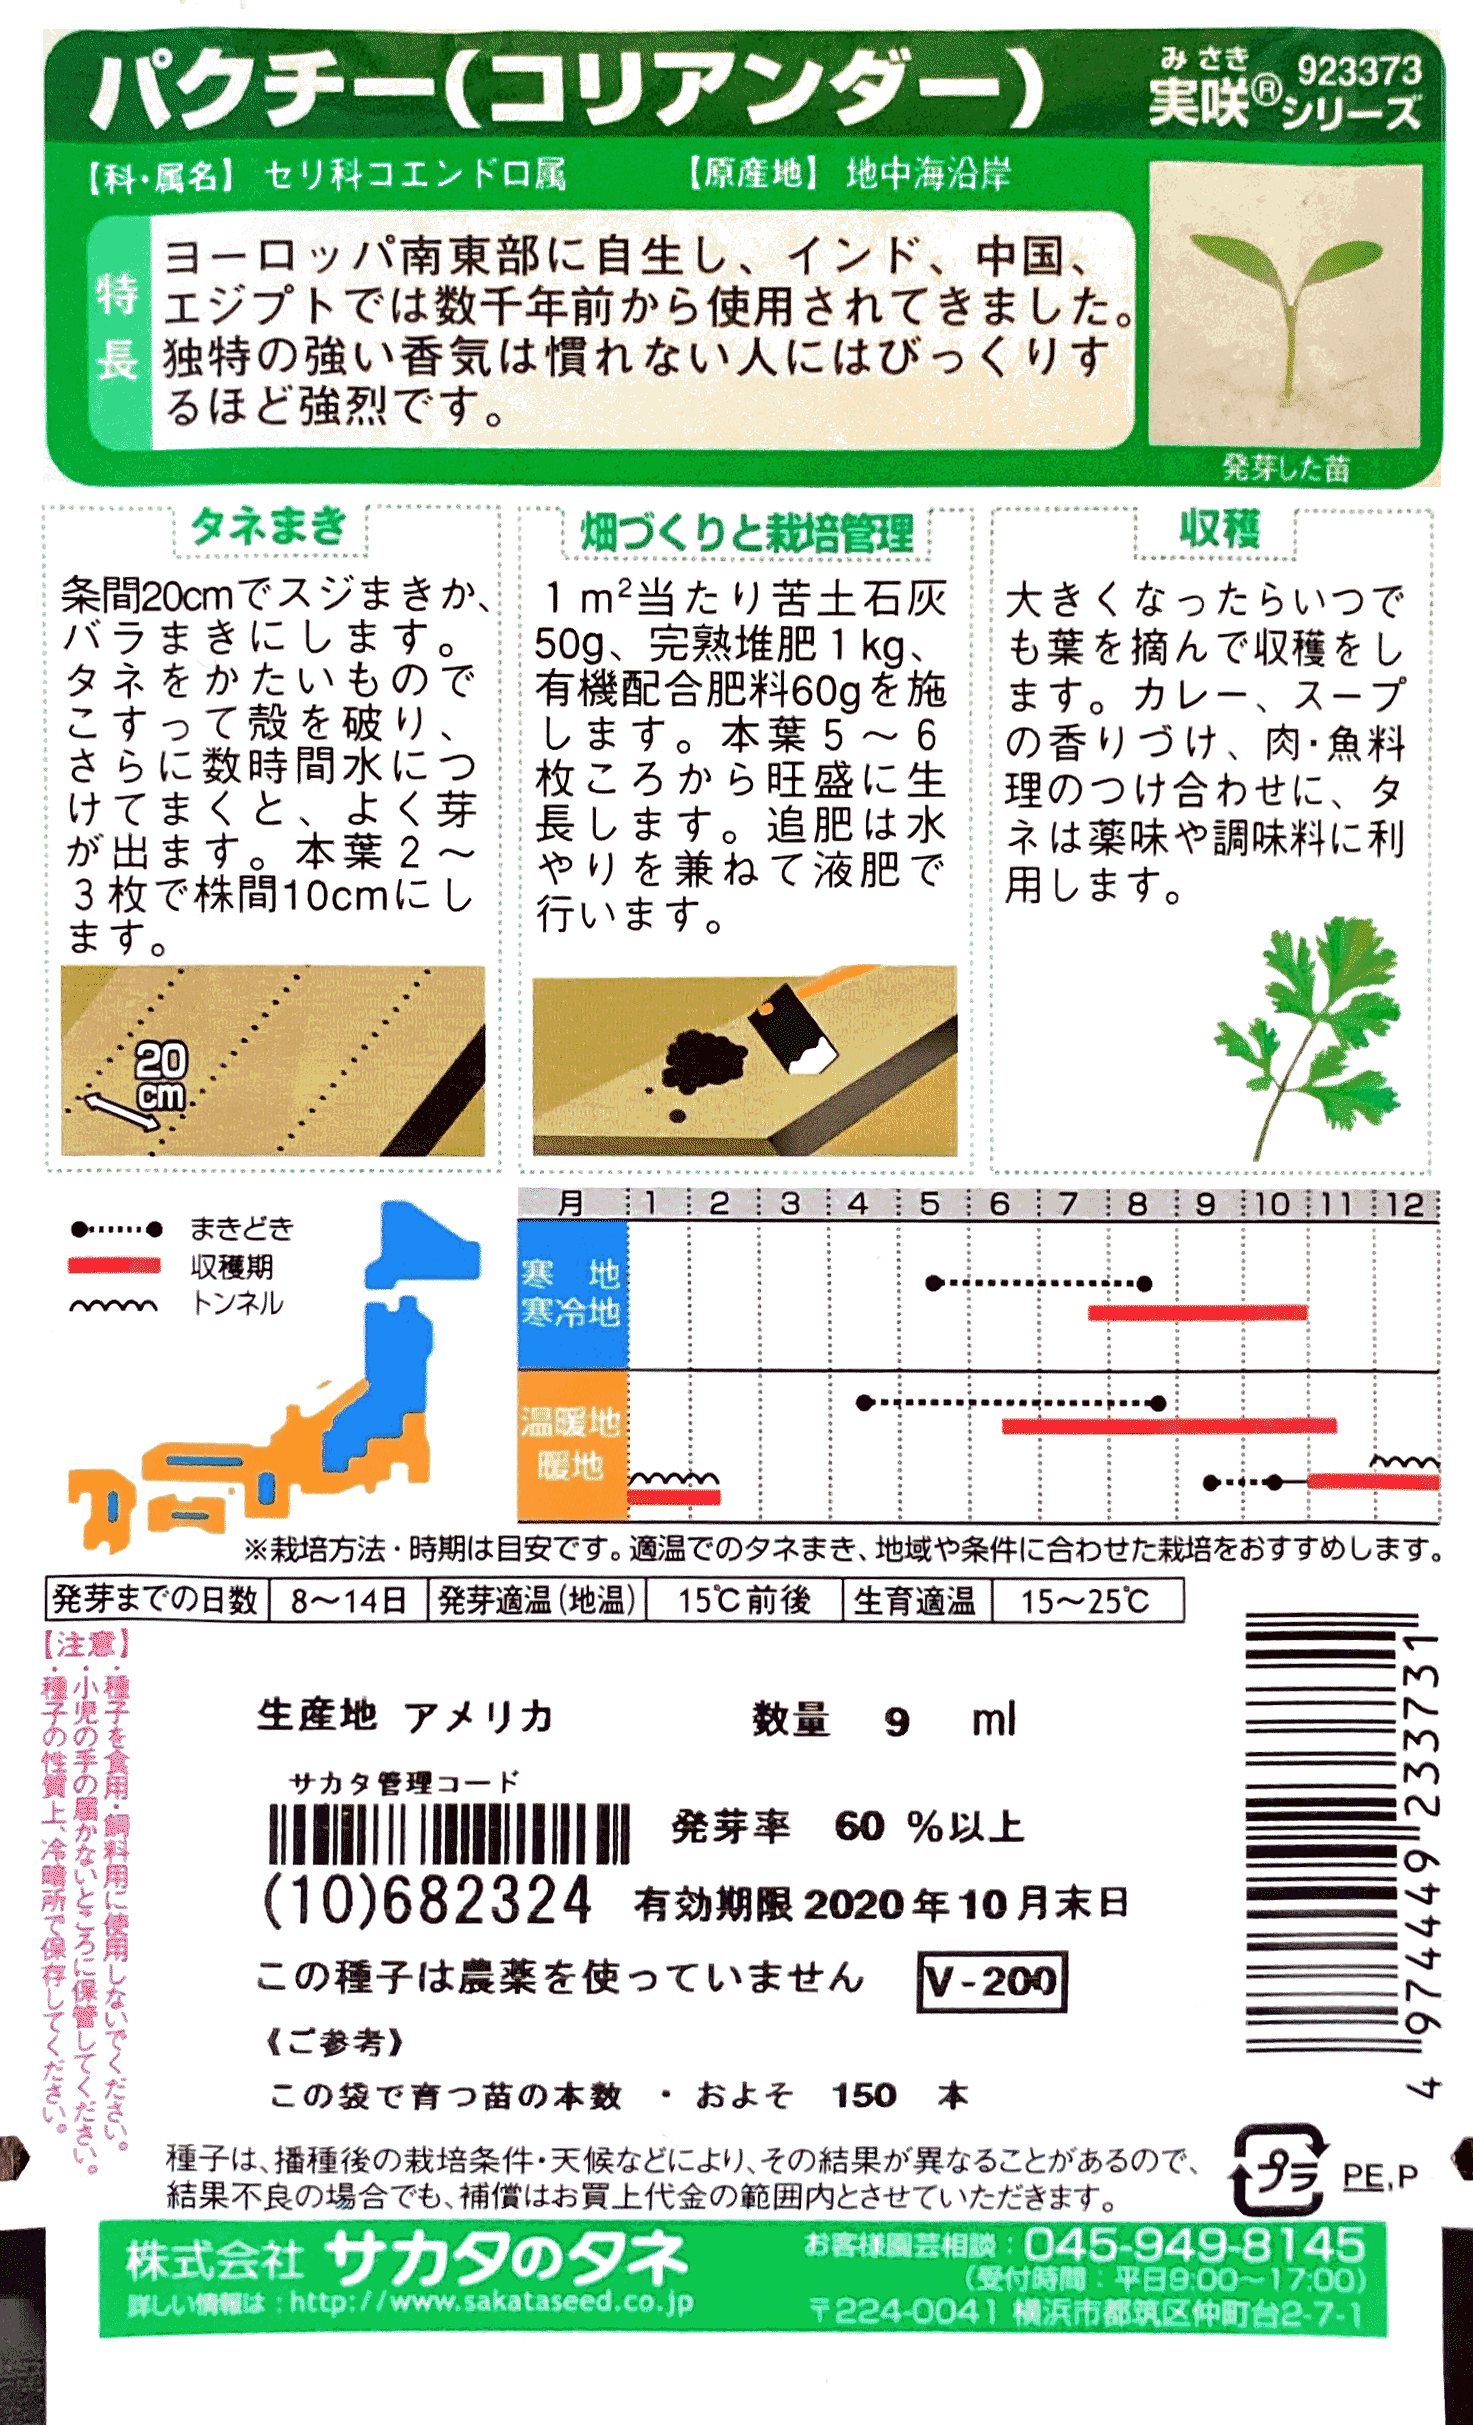 パクチー(コリアンダー)
みさき
実咲®
923373
シリーズ
【科・属名】 セリ科コエンドロ属 【原産地】 地中海沿岸
特長
ヨーロッパ南東部に自生し、インド、中国、
エジプトでは数千年前から使用されてきました。
独特の強い香気は慣れない人にはびっくりす
るほど強烈です。
発芽した苗
タネまき
条間20cmでスジまきか、
バラまきにします。
タネをかたいもので
こすって殻を破り、
さらに数時間水につ
けてまくと、よく芽
が出ます。本葉2～
3枚で株間10cmにし
ます。
20
cm
畑づくりと栽培管理
1m²当たり苦土石灰
50g、完熟堆肥1kg、
有機配合肥料60gを施
します。本葉5～6
枚ころから旺盛に生
長します。追肥は水
やりを兼ねて液肥で
行います。
収穫
大きくなったらいつで
も葉を摘んで収穫をし
ます。カレー、スープ
の香りづけ、肉・魚料
理のつけ合わせに、タ
ネは薬味や調味料に利
用します。
まきどき
収穫期
トンネル
月 1 2 3 4 5 6 7 8 9 10 11 12
寒 地
寒冷地
温暖地
暖地
※栽培方法・時期は目安です。適温でのタネまき、地域や条件に合わせた栽培をおすすめします。
発芽までの日数 8～14日 発芽適温(地温) 15℃前後 生育適温 15～25℃
【注意】
・種子を食用・飼料用に使用しないでください。
・小児の手の届かないところに保管してください。
・種子の性質上、冷暗所で保存してください。
生産地 アメリカ 数量 9 ml
サカタ管理コード
発芽率 60 %以上
(10)682324 有効期限 2020年10月末日
この種子は農薬を使っていません V-200
《ご参考》
この袋で育つ苗の本数 ・ およそ 150 本
4974449233731
種子は、播種後の栽培条件・天候などにより、その結果が異なることがあるので、
結果不良の場合でも、補償はお買上代金の範囲内とさせていただきます。
プラ PE,P
株式会社 サカタのタネ
詳しい情報は：http://www.sakataseed.co.jp
お客様園芸相談：045-949-8145
(受付時間：平日9:00～17:00)
〒224-0041 横浜市都筑区仲町台2-7-1